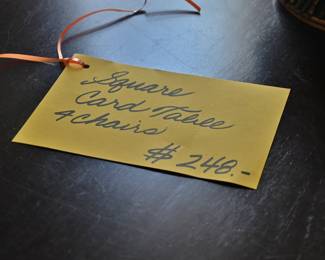 Square
Card Table
4 Chairs
$ 248.-